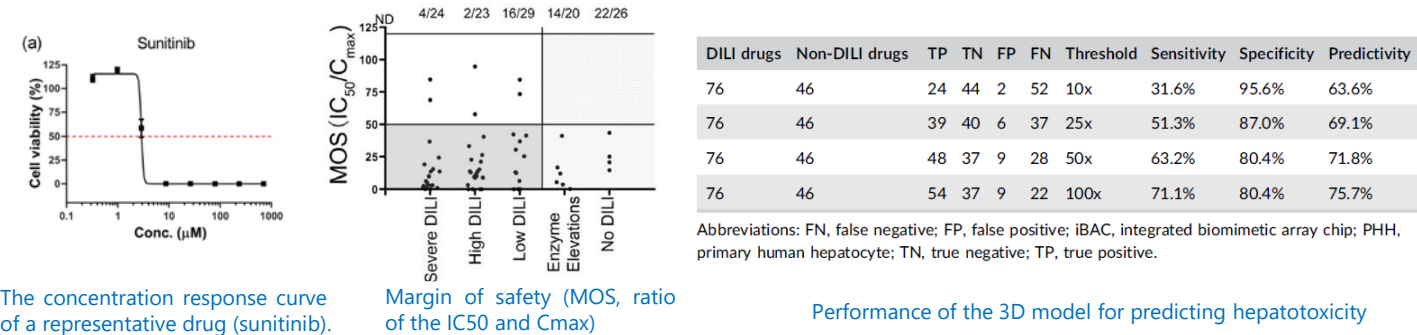 (a)
Sunitinib
Cell viability (%)
125
100
75
50
25
0
0.1 1 10 100 1000
Conc. (μM)
The concentration response curve
of a representative drug (sunitinib).
ND 4/24 2/23 16/29 14/20 22/26
MOS (IC50/Cmax)
125
100
75
50
25
0
Severe DILI
High DILI
Low DILI
Enzyme
Elevations
No DILI
Margin of safety (MOS, ratio
of the IC50 and Cmax)
DILI drugs Non-DILI drugs TP TN FP FN Threshold Sensitivity Specificity Predictivity
76 46 24 44 2 52 10x 31.6% 95.6% 63.6%
76 46 39 40 6 37 25x 51.3% 87.0% 69.1%
76 46 48 37 9 28 50x 63.2% 80.4% 71.8%
76 46 54 37 9 22 100x 71.1% 80.4% 75.7%
Abbreviations: FN, false negative; FP, false positive; iBAC, integrated biomimetic array chip; PHH,
primary human hepatocyte; TN, true negative; TP, true positive.
Performance of the 3D model for predicting hepatotoxicity